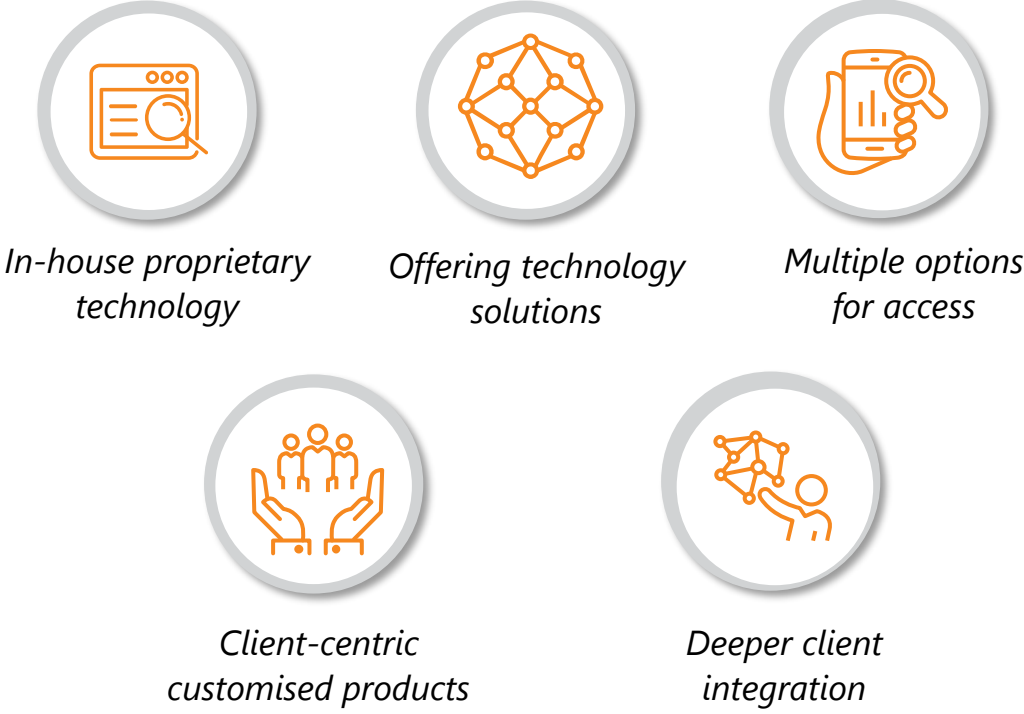 In-house proprietary
technology
Offering technology
solutions
Multiple options
for access
Client-centric
customised products
Deeper client
integration